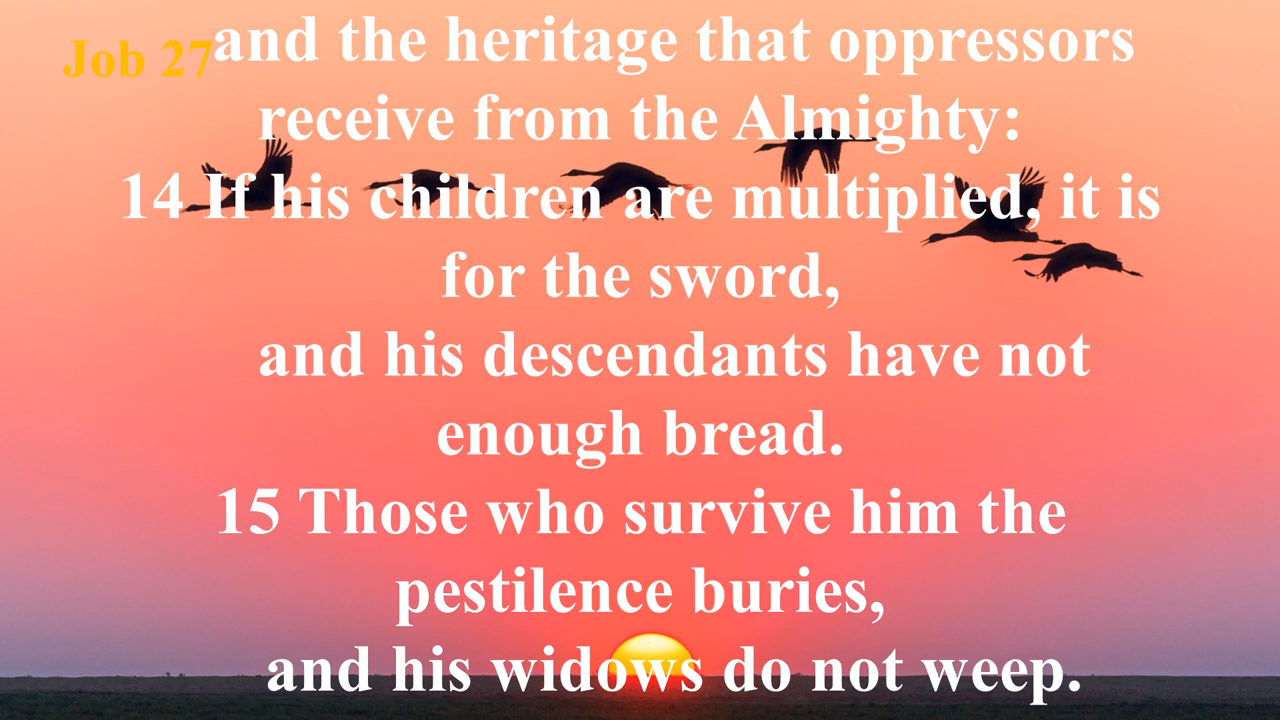 Job 27
and the heritage that oppressors
receive from the Almighty:
14 If his children are multiplied, it is
for the sword,
and his descendants have not
enough bread.
15 Those who survive him the
pestilence buries,
and his widows do not weep.